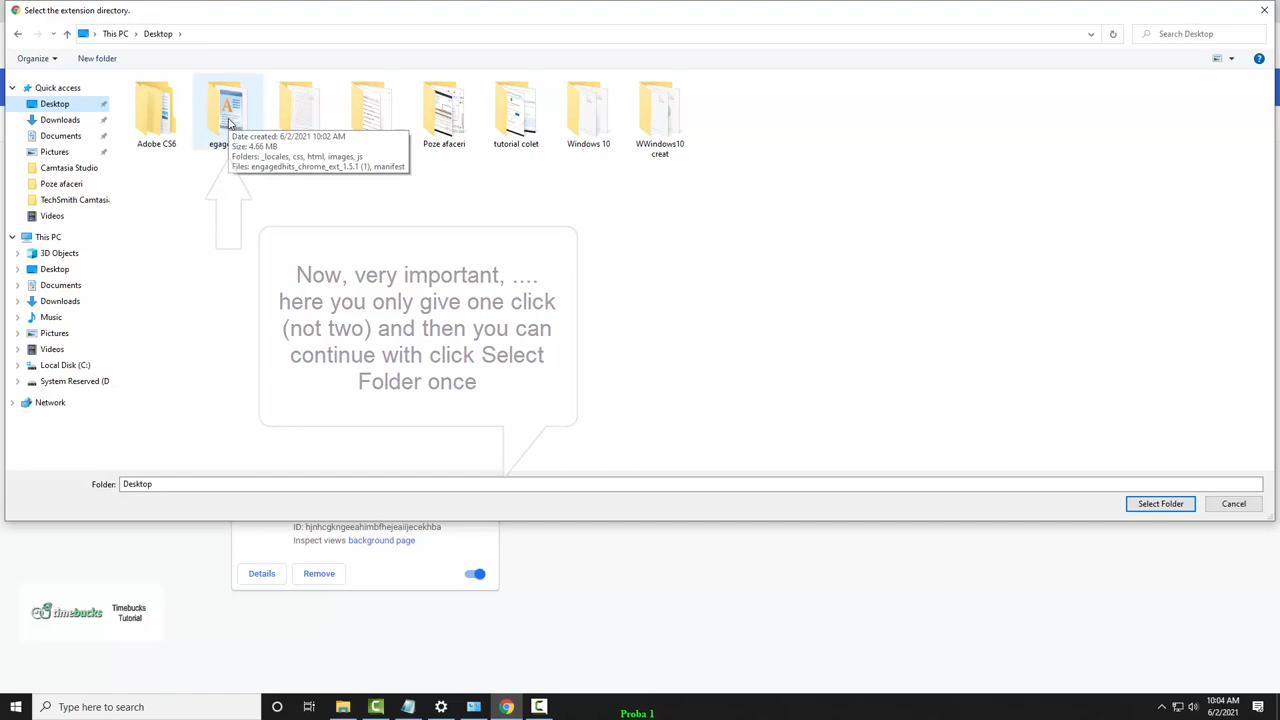 Select the extension directory.
This PC
Desktop
Search Desktop
Organize
New folder
Quick access
Desktop
Downloads
Documents
Pictures
Camtasia Studio
Poze afaceri
TechSmith Camtasi
Videos
This PC
3D Objects
Desktop
Documents
Downloads
Music
Pictures
Videos
Local Disk (C:)
System Reserved (D
Network
Adobe CS6
Poze afaceri
tutorial colet
Windows 10
WWindows10
creat
Date created: 6/2/2021 10:02 AM
Size: 4.66 MB
Folders: _locales, css, html, images, js
Files: engagedhits_chrome_ext_1.5.1 (1), manifest
Now, very important, ....
here you only give one click
(not two) and then you can
continue with click Select
Folder once
Folder:
Desktop
Select Folder
Cancel
ID: hjnhcgkngeeahimbfhejeaiijecekhba
Inspect views background page
Details
Remove
timebucks
Timebucks
Tutorial
Type here to search
Proba 1
10:04 AM
6/2/2021